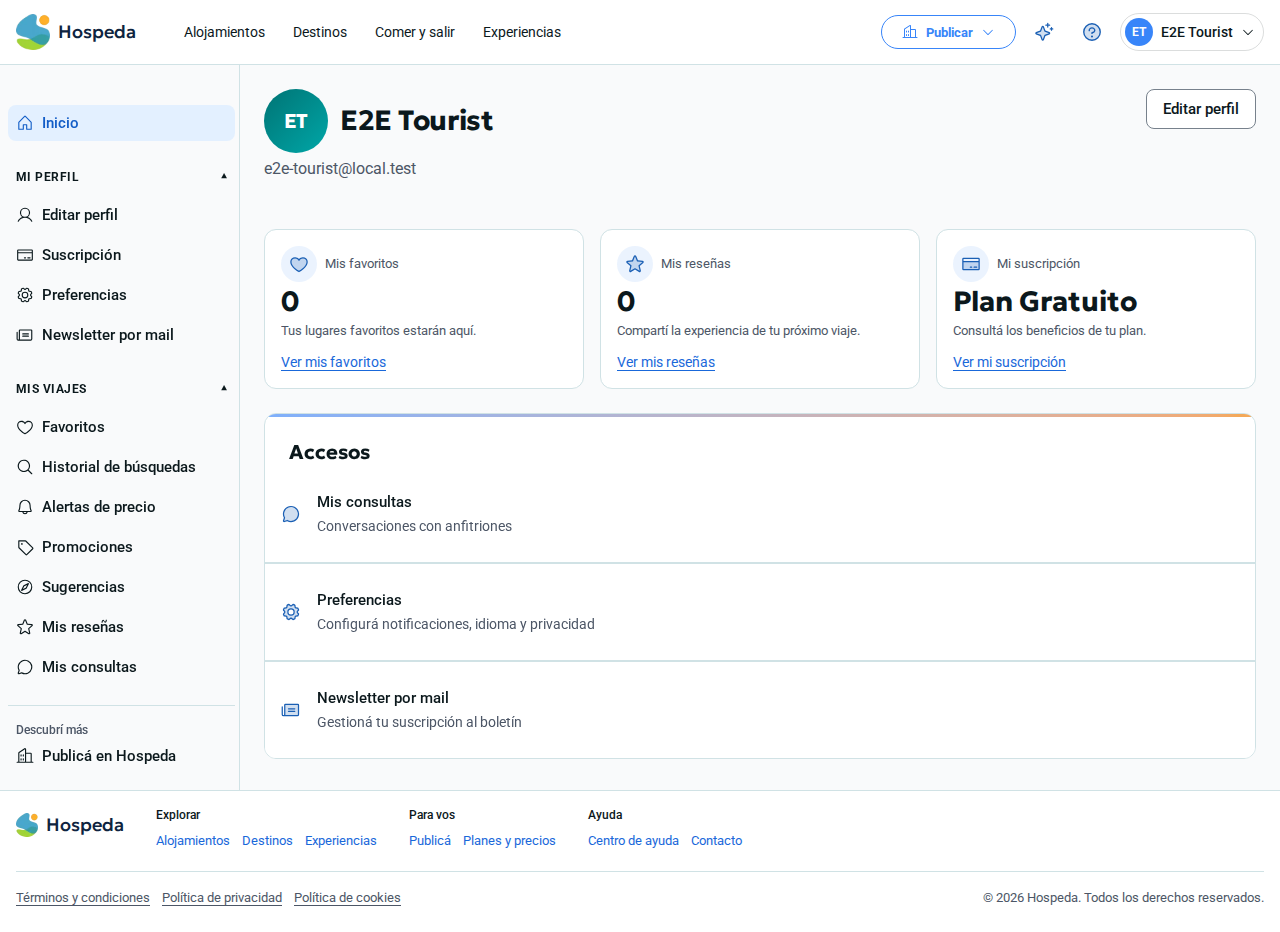 Hospeda
Alojamientos
Destinos
Comer y salir
Experiencias
Publicar
ET
E2E Tourist
Inicio
MI PERFIL
Editar perfil
Suscripción
Preferencias
Newsletter por mail
MIS VIAJES
Favoritos
Historial de búsquedas
Alertas de precio
Promociones
Sugerencias
Mis reseñas
Mis consultas
Descubrí más
Publicá en Hospeda
ET
E2E Tourist
e2e-tourist@local.test
Editar perfil
Mis favoritos
0
Tus lugares favoritos estarán aquí.
Ver mis favoritos
Mis reseñas
0
Compartí la experiencia de tu próximo viaje.
Ver mis reseñas
Mi suscripción
Plan Gratuito
Consultá los beneficios de tu plan.
Ver mi suscripción
Accesos
Mis consultas
Conversaciones con anfitriones
Preferencias
Configurá notificaciones, idioma y privacidad
Newsletter por mail
Gestioná tu suscripción al boletín
Hospeda
Explorar
Alojamientos Destinos Experiencias
Para vos
Publicá Planes y precios
Ayuda
Centro de ayuda Contacto
Términos y condiciones Política de privacidad Política de cookies
© 2026 Hospeda. Todos los derechos reservados.